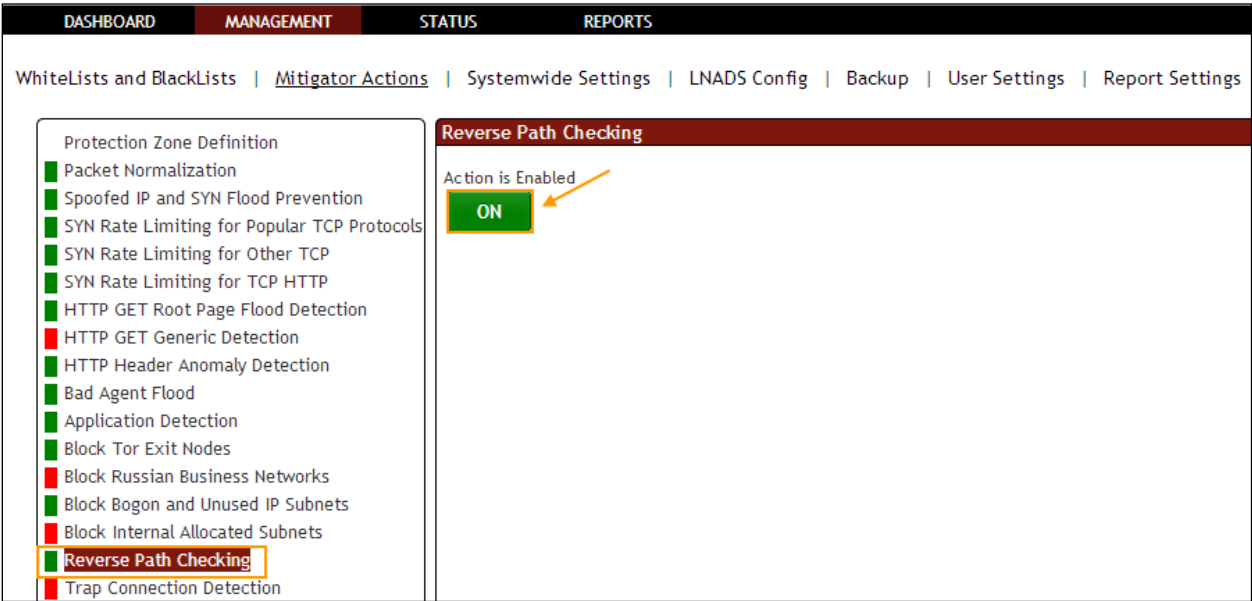 DASHBOARD MANAGEMENT STATUS REPORTS
WhiteLists and BlackLists | Mitigator Actions | Systemwide Settings | LNADS Config | Backup | User Settings | Report Settings
Protection Zone Definition
Packet Normalization
Spoofed IP and SYN Flood Prevention
SYN Rate Limiting for Popular TCP Protocols
SYN Rate Limiting for Other TCP
SYN Rate Limiting for TCP HTTP
HTTP GET Root Page Flood Detection
HTTP GET Generic Detection
HTTP Header Anomaly Detection
Bad Agent Flood
Application Detection
Block Tor Exit Nodes
Block Russian Business Networks
Block Bogon and Unused IP Subnets
Block Internal Allocated Subnets
Reverse Path Checking
Trap Connection Detection
Reverse Path Checking
Action is Enabled
ON